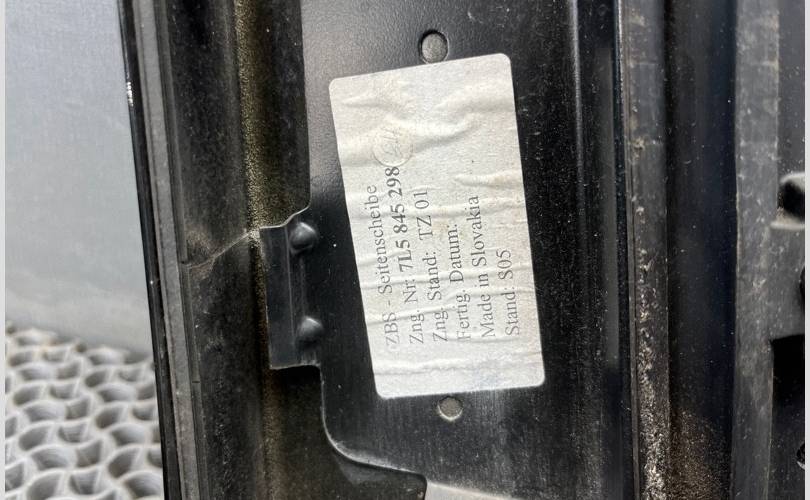 ZBS - Seitenscheibe
Zng. Nr: 7L5 845 298
Zng. Stand: TZ 01
Fertig. Datum:
Made in Slovakia
Stand: S05